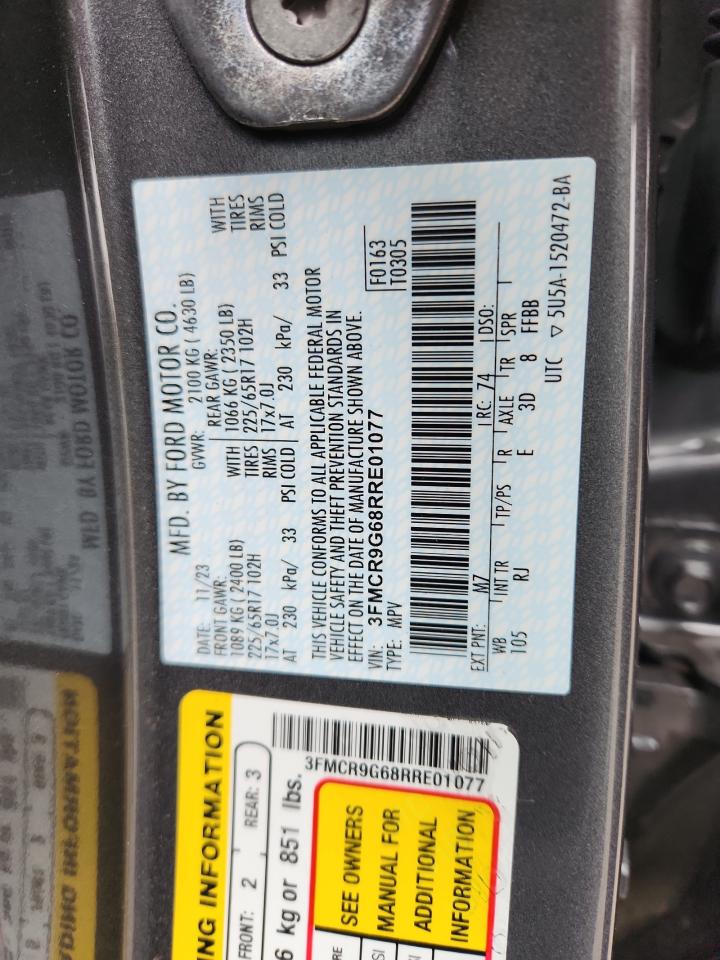 MFD. BY FORD MOTOR CO.
DATE: 11/23 GVWR: 2100 KG ( 4630 LB)
FRONT GAWR: REAR GAWR:
1089 KG ( 2400 LB) WITH 1066 KG ( 2350 LB) WITH
225/65R17 102H TIRES 225/65R17 102H TIRES
17x7.0J RIMS 17x7.0J RIMS
AT 230 kPa/ 33 PSI COLD AT 230 kPa/ 33 PSI COLD
THIS VEHICLE CONFORMS TO ALL APPLICABLE FEDERAL MOTOR
VEHICLE SAFETY AND THEFT PREVENTION STANDARDS IN
EFFECT ON THE DATE OF MANUFACTURE SHOWN ABOVE.
VIN: 3FMCR9G68RRE01077
TYPE: MPV
F0163
T0305
EXT PNT: M7 RC: 74 DSO:
WB INT TR TP/PS R AXLE TR SPR
105 RJ E 3D 8 FFBB
UTC ▽ 5U5A-1520472-BA
NG INFORMATION
FRONT: 2 REAR: 3
6 kg or 851 lbs.
3FMCR9G68RRE01077
SEE OWNERS
MANUAL FOR
ADDITIONAL
INFORMATION